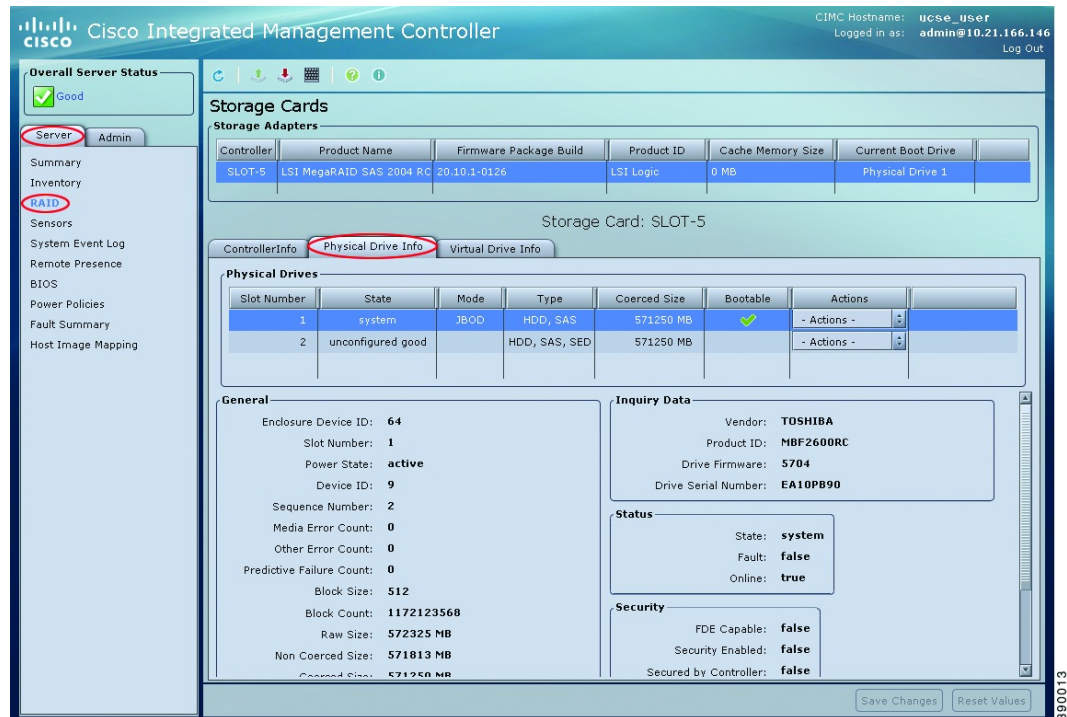 CISCO
Cisco Integrated Management Controller
CIMC Hostname: ucse_user
Logged in as: admin@10.21.166.146
Log Out
Overall Server Status
Good
Server
Admin
Summary
Inventory
RAID
Sensors
System Event Log
Remote Presence
BIOS
Power Policies
Fault Summary
Host Image Mapping
Storage Cards
Storage Adapters
Controller Product Name Firmware Package Build Product ID Cache Memory Size Current Boot Drive
SLOT-5 LSI MegaRAID SAS 2004 RC 20.10.1-0126 LSI Logic 0 MB Physical Drive 1
Storage Card: SLOT-5
ControllerInfo Physical Drive Info Virtual Drive Info
Physical Drives
Slot Number State Mode Type Coerced Size Bootable Actions
1 system JBOD HDD, SAS 571250 MB - Actions -
2 unconfigured good HDD, SAS, SED 571250 MB - Actions -
General
Enclosure Device ID: 64
Slot Number: 1
Power State: active
Device ID: 9
Sequence Number: 2
Media Error Count: 0
Other Error Count: 0
Predictive Failure Count: 0
Block Size: 512
Block Count: 1172123568
Raw Size: 572325 MB
Non Coerced Size: 571813 MB
Coerced Size: 571250 MB
Inquiry Data
Vendor: TOSHIBA
Product ID: MBF2600RC
Drive Firmware: 5704
Drive Serial Number: EA10PB90
Status
State: system
Fault: false
Online: true
Security
FDE Capable: false
Security Enabled: false
Secured by Controller: false
Save Changes Reset Values